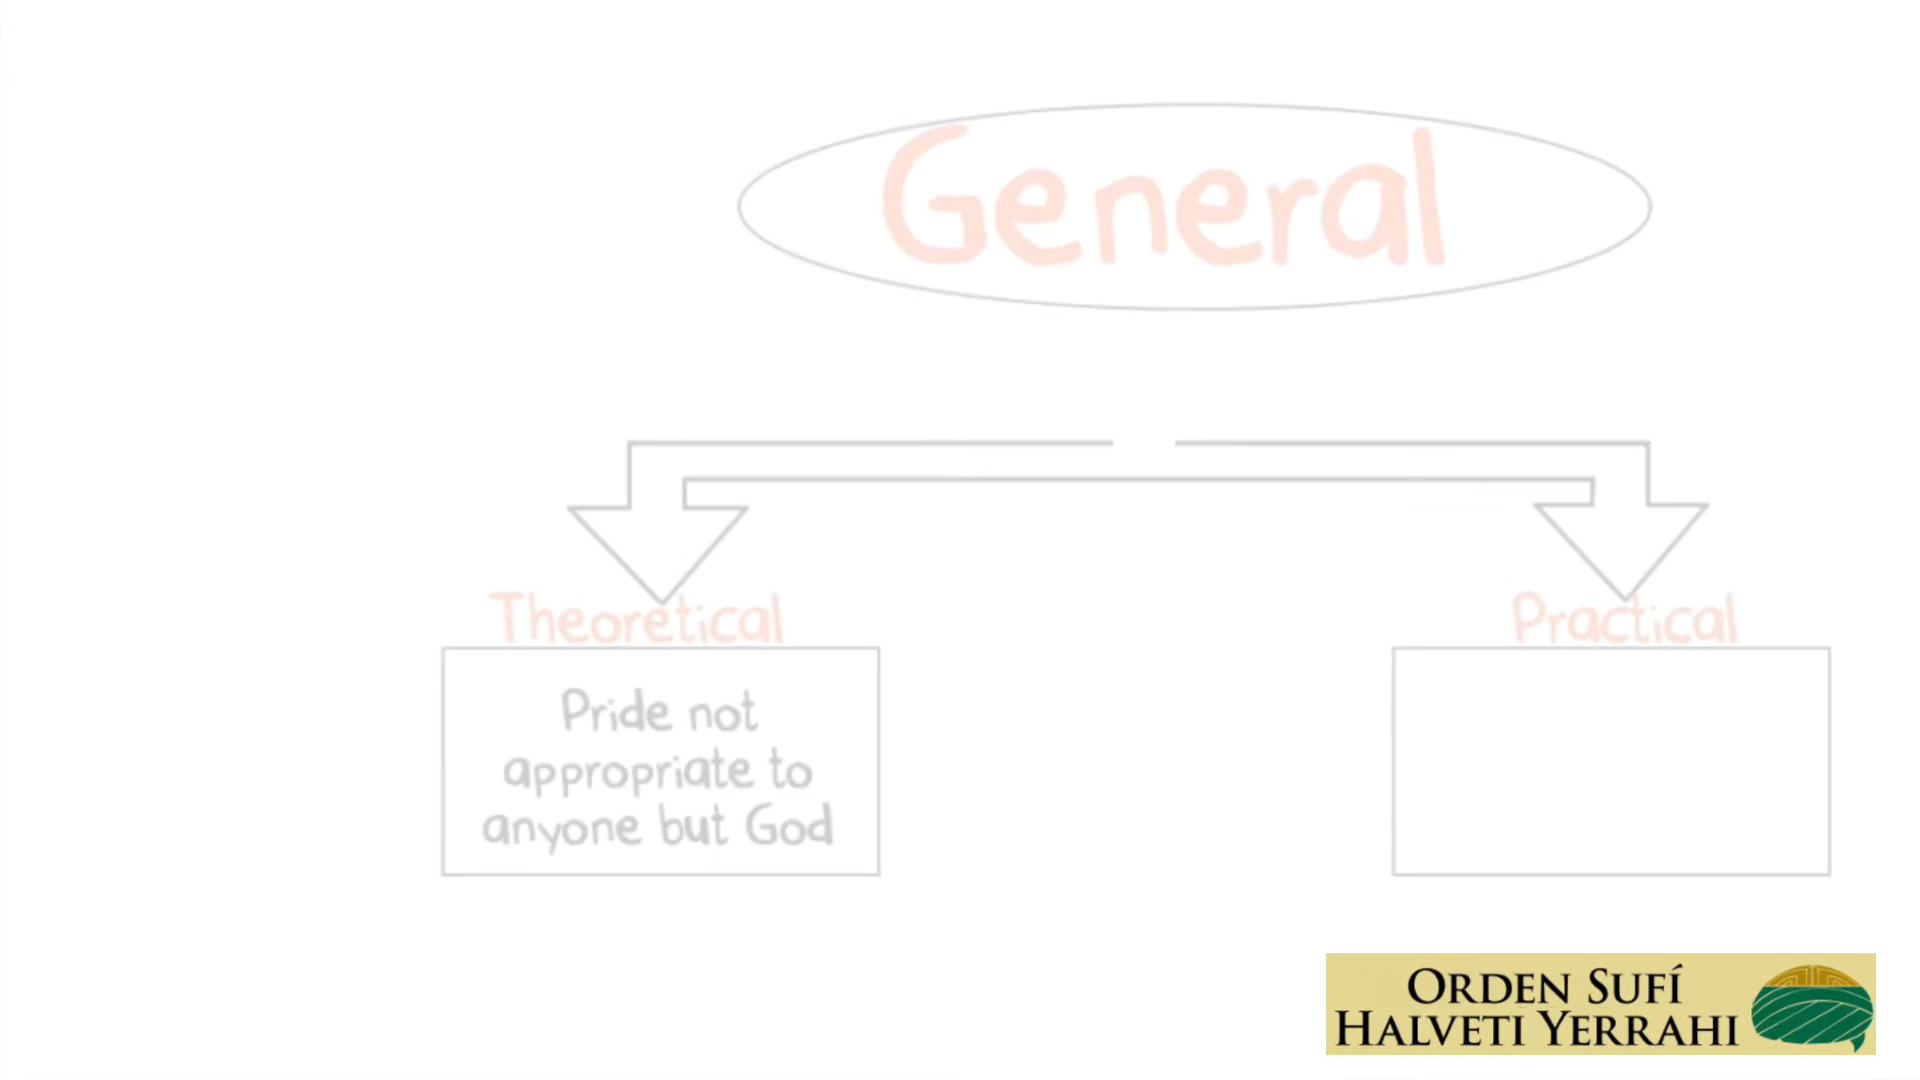 General
Theoretical
Practical
Pride not
appropriate to
anyone but God
ORDEN SUFÍ
HALVETI YERRAHI